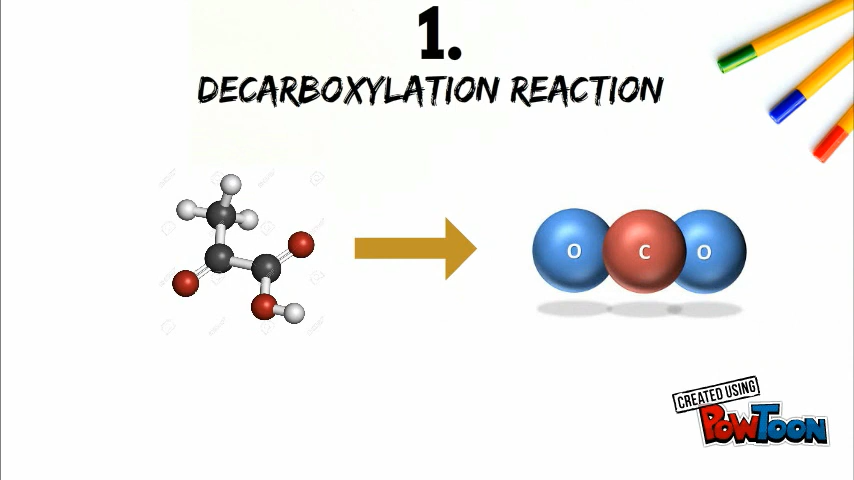 1.
DECARBOXYLATION REACTION
O C O
CREATED USING
POWTOON